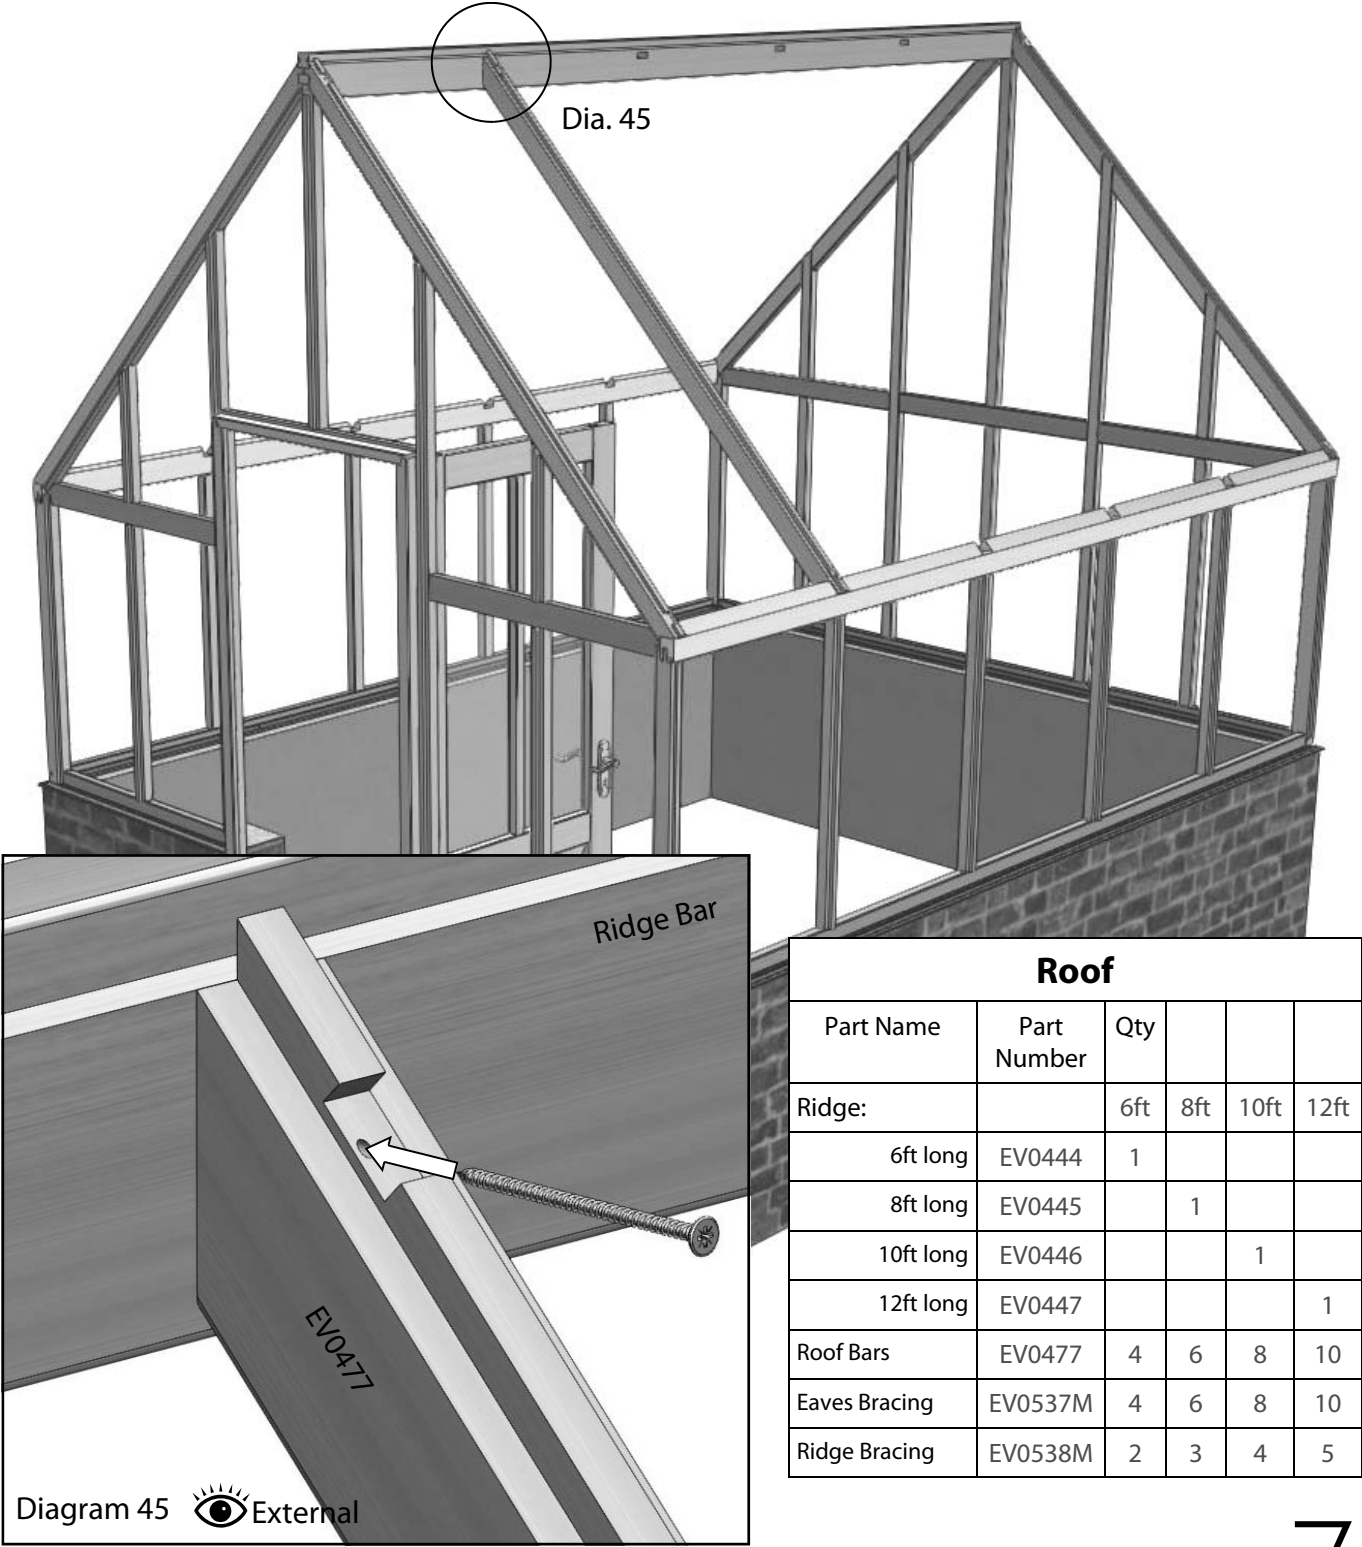 Dia. 45
Ridge Bar
EV0477
Diagram 45 External
Roof
Part Name Part Number Qty
Ridge: 6ft 8ft 10ft 12ft
6ft long EV0444 1
8ft long EV0445 1
10ft long EV0446 1
12ft long EV0447 1
Roof Bars EV0477 4 6 8 10
Eaves Bracing EV0537M 4 6 8 10
Ridge Bracing EV0538M 2 3 4 5